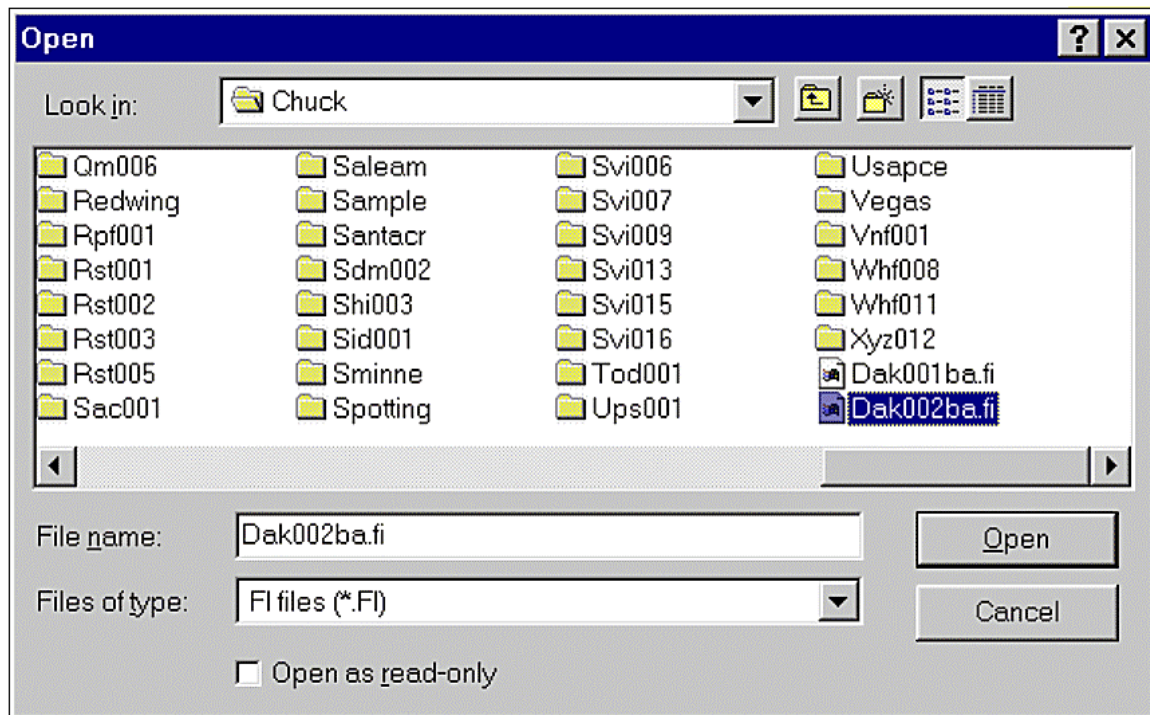 Open
Look in: Chuck
Qm006 Saleam Svi006 Usapce
Redwing Sample Svi007 Vegas
Rpf001 Santacr Svi009 Vnf001
Rst001 Sdm002 Svi013 Whf008
Rst002 Shi003 Svi015 Whf011
Rst003 Sid001 Svi016 Xyz012
Rst005 Sminne Tod001 Dak001ba.fi
Sac001 Spotting Ups001 Dak002ba.fi
File name: Dak002ba.fi Open
Files of type: FI files (*.FI) Cancel
Open as read-only